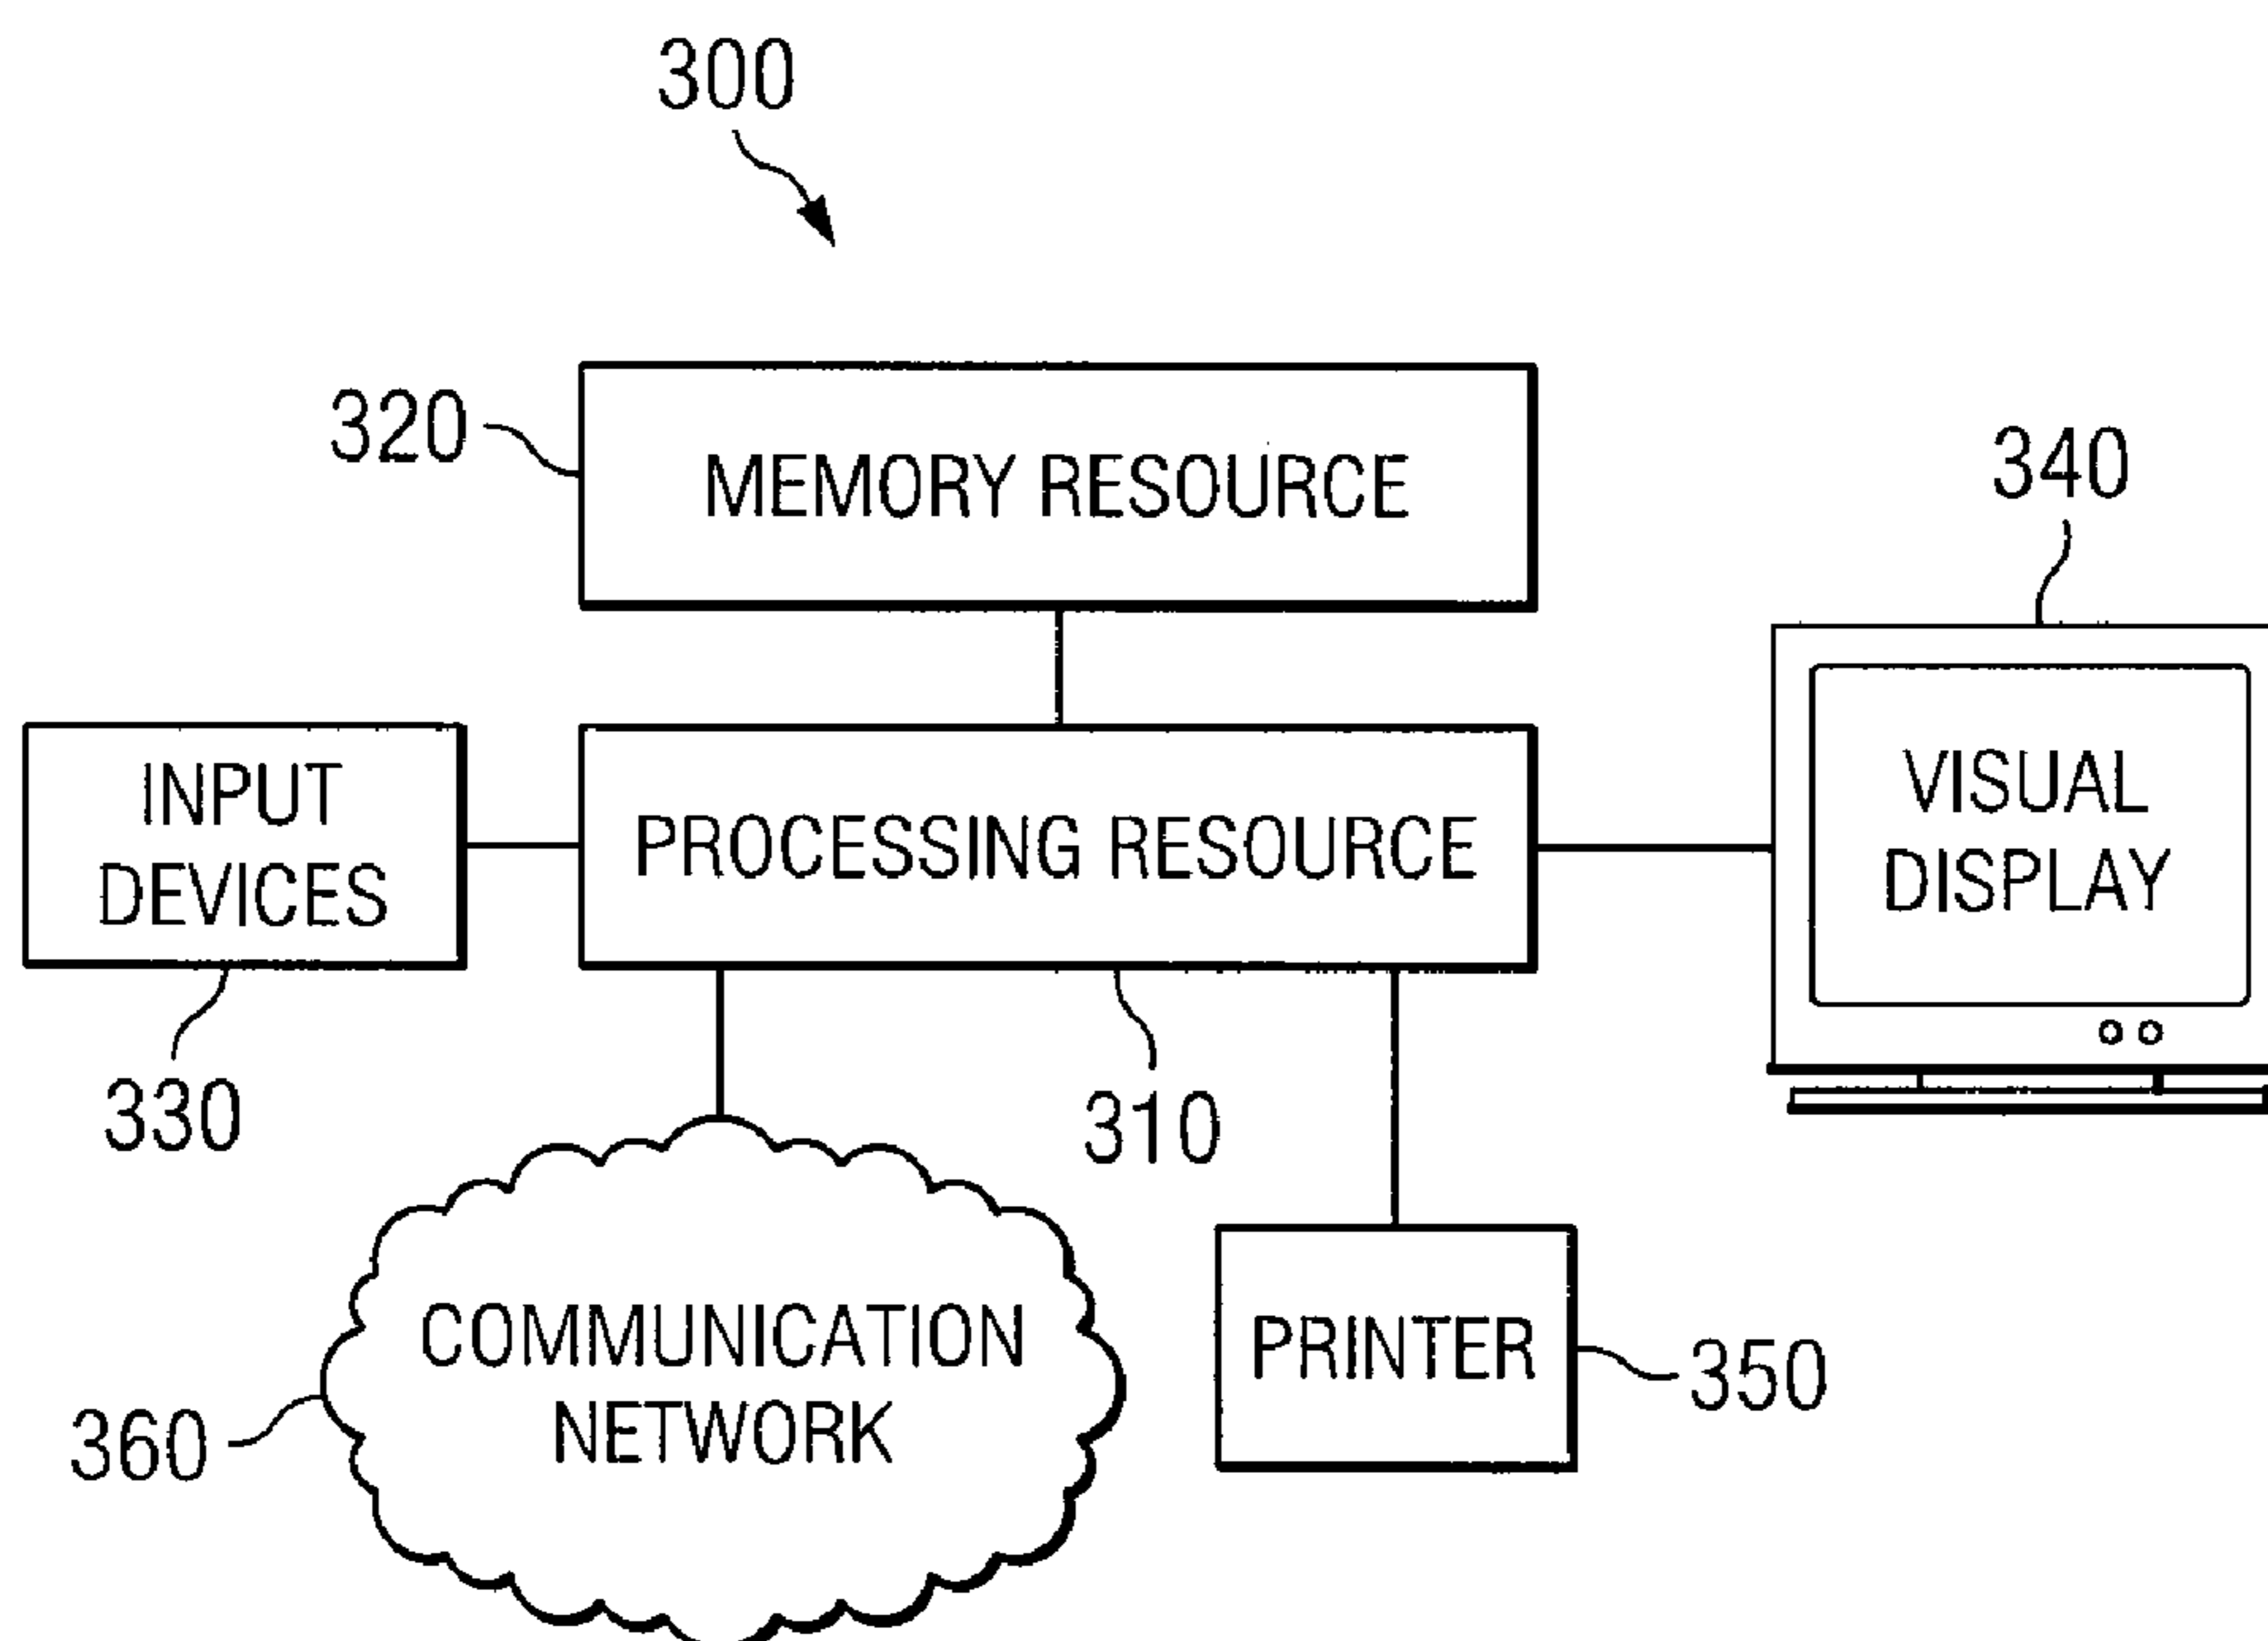 300
320
MEMORY RESOURCE
340
INPUT
DEVICES
PROCESSING RESOURCE
VISUAL
DISPLAY
330
310
COMMUNICATION
NETWORK
PRINTER
350
360